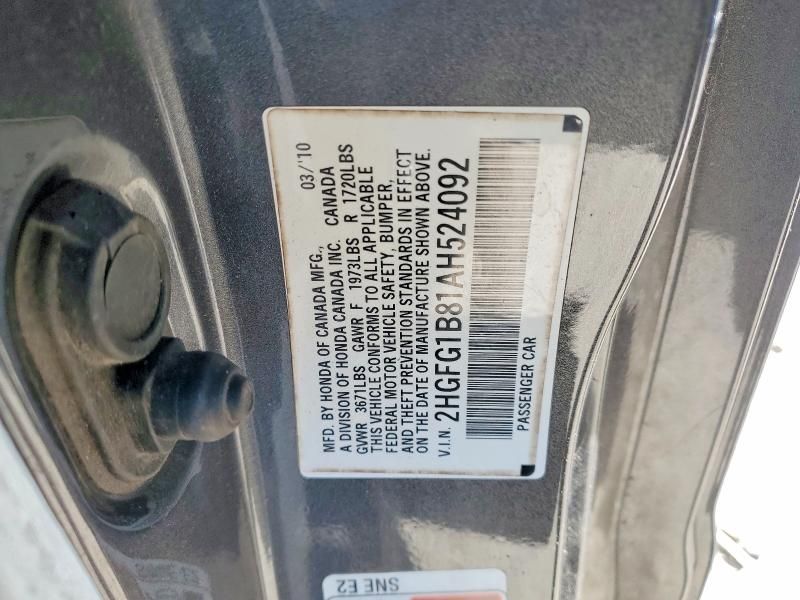 MFD. BY HONDA OF CANADA MFG., 03/'10
A DIVISION OF HONDA CANADA INC. CANADA
GVWR 3671LBS GAWR F 1973LBS R 1720LBS
THIS VEHICLE CONFORMS TO ALL APPLICABLE
FEDERAL MOTOR VEHICLE SAFETY, BUMPER,
AND THEFT PREVENTION STANDARDS IN EFFECT
ON THE DATE OF MANUFACTURE SHOWN ABOVE.
V.I.N. 2HGFG1B81AH524092
PASSENGER CAR
SNE E2